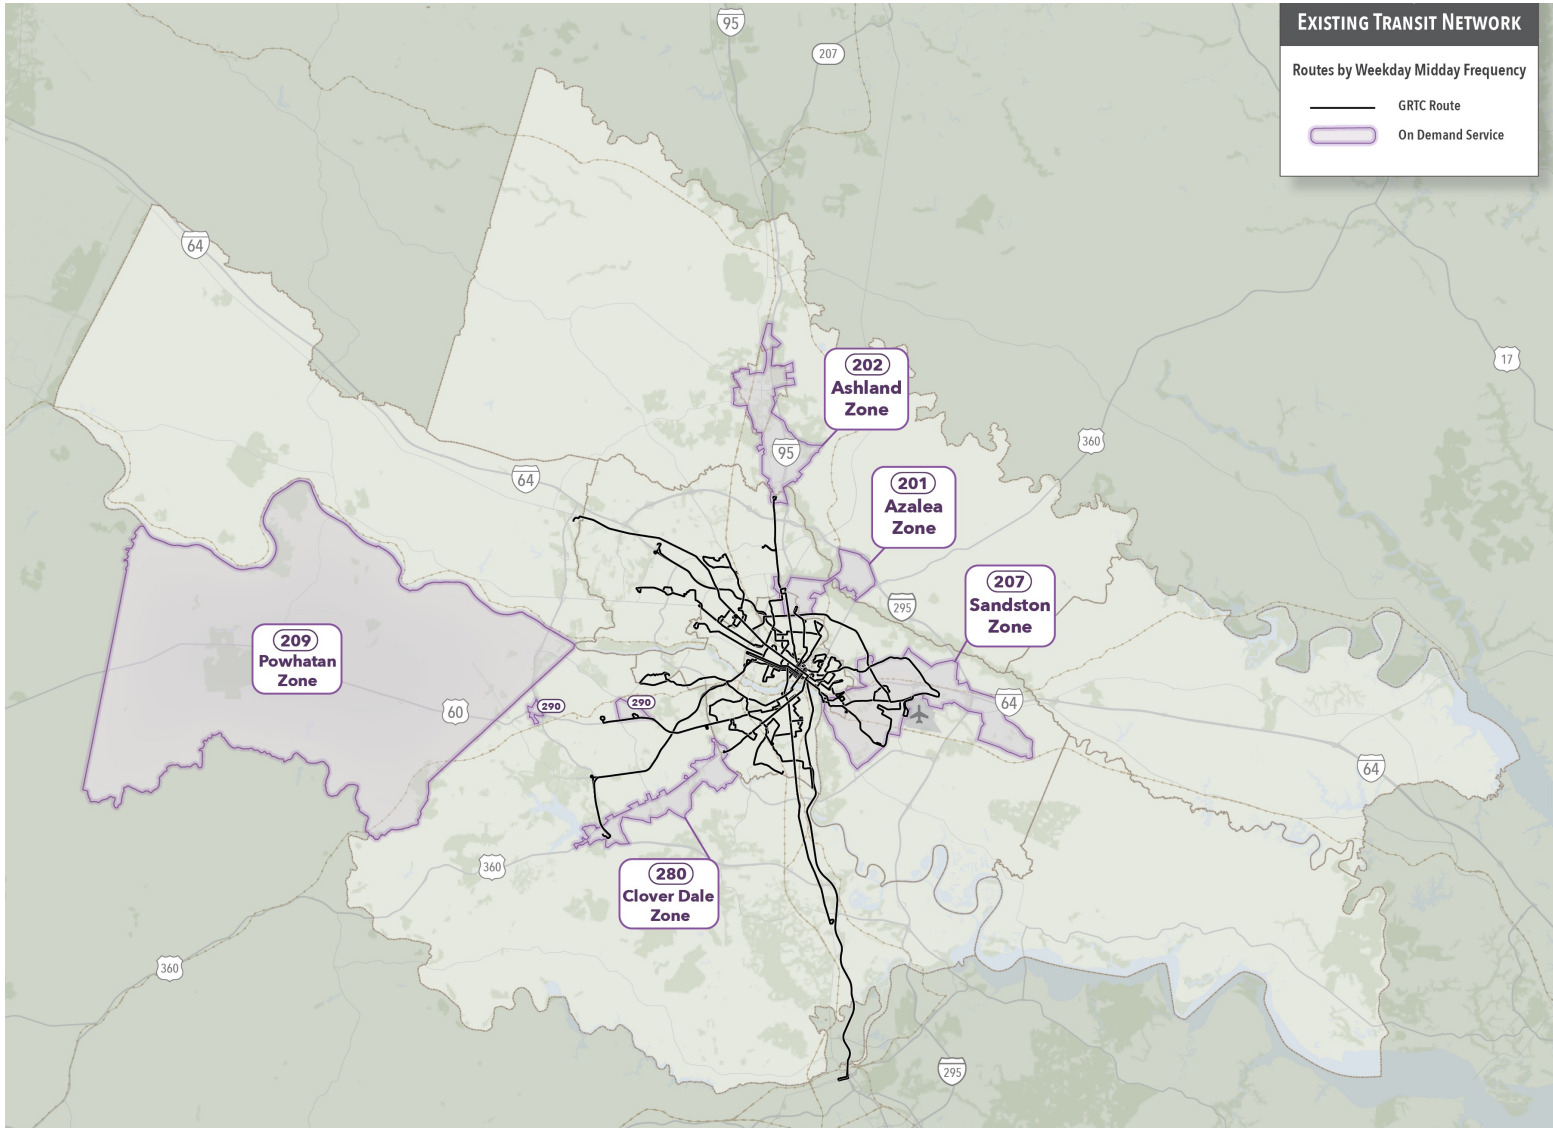 EXISTING TRANSIT NETWORK
Routes by Weekday Midday Frequency
GRTC Route
On Demand Service
95
207
64
17
202
Ashland
Zone
360
95
64
201
Azalea
Zone
207
Sandston
Zone
295
209
Powhatan
Zone
60
290
290
64
64
280
Clover Dale
Zone
360
360
295